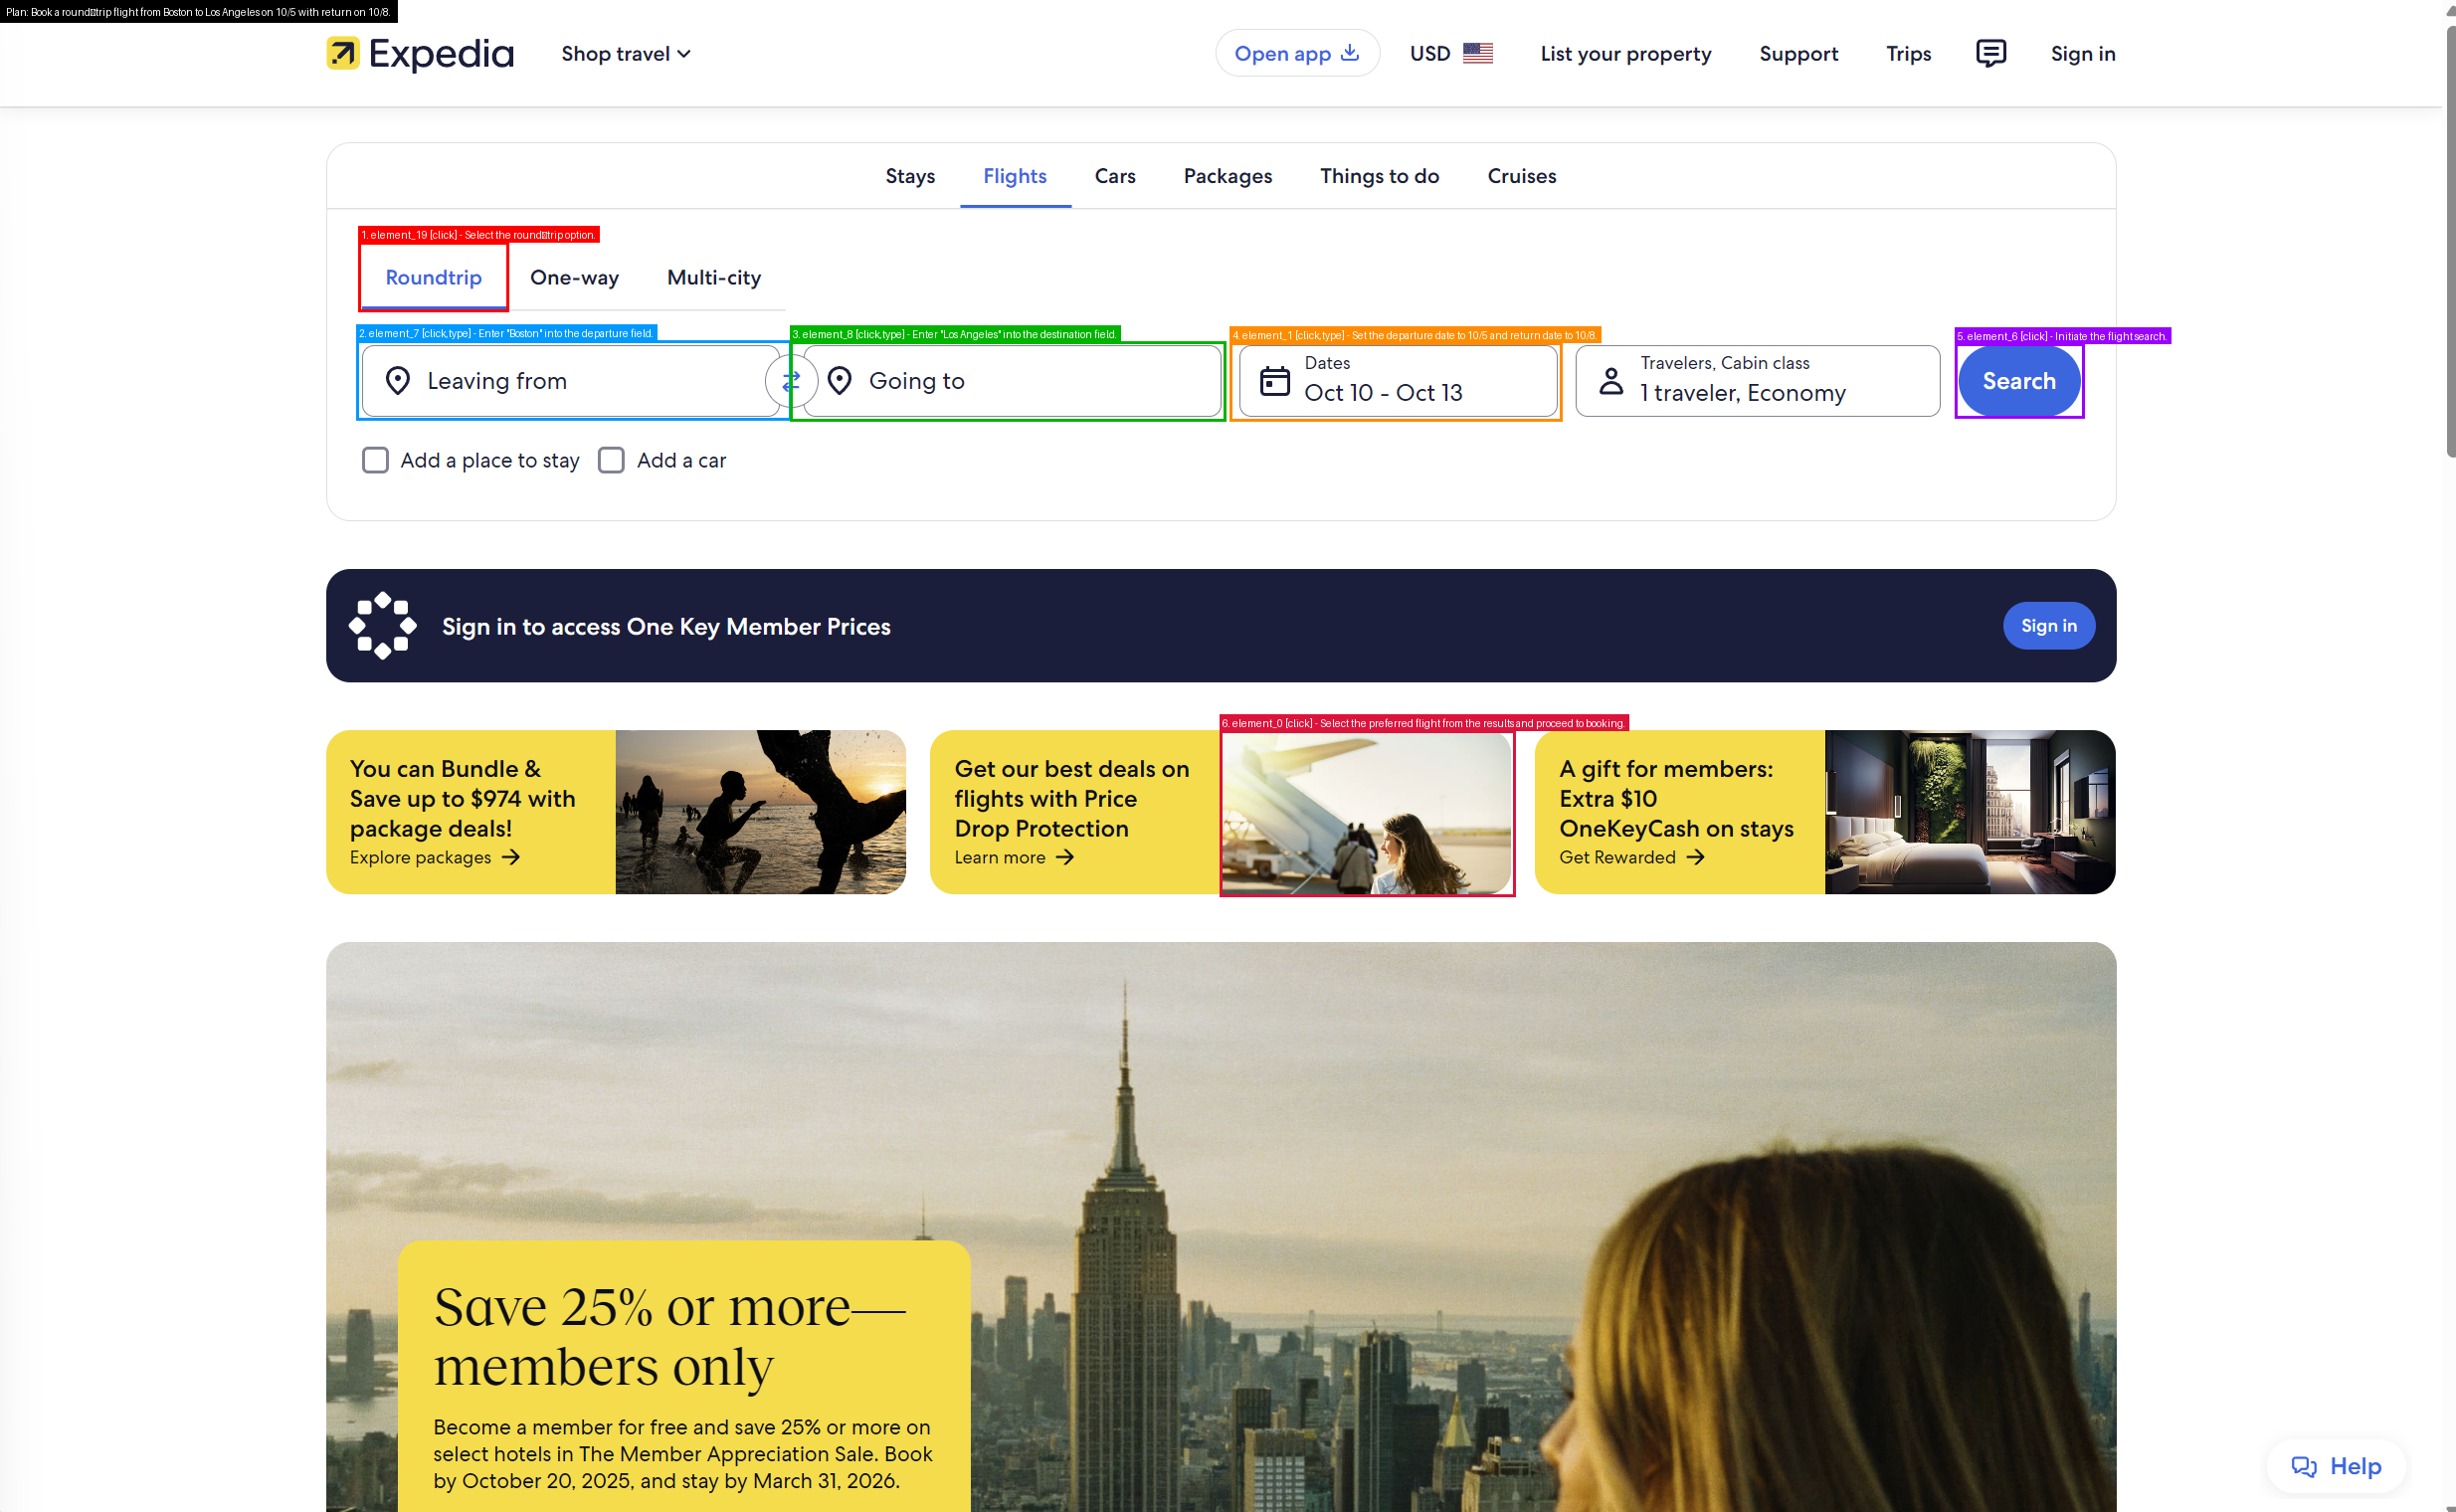 Plan: Book a round▯trip flight from Boston to Los Angeles on 10/5 with return on 10/8.
Expedia
Shop travel
Open app
USD
List your property
Support
Trips
Sign in
Stays
Flights
Cars
Packages
Things to do
Cruises
1. element_19 [click] - Select the round▯trip option.
Roundtrip
One-way
Multi-city
2. element_7 [click,type] - Enter "Boston" into the departure field.
3. element_8 [click,type] - Enter "Los Angeles" into the destination field.
4. element_1 [click,type] - Set the departure date to 10/5 and return date to 10/8.
5. element_6 [click] - Initiate the flight search.
Leaving from
Going to
Dates
Oct 10 - Oct 13
Travelers, Cabin class
1 traveler, Economy
Search
Add a place to stay
Add a car
Sign in to access One Key Member Prices
Sign in
6. element_0 [click] - Select the preferred flight from the results and proceed to booking.
You can Bundle &
Save up to $974 with
package deals!
Explore packages
Get our best deals on
flights with Price
Drop Protection
Learn more
A gift for members:
Extra $10
OneKeyCash on stays
Get Rewarded
Save 25% or more—
members only
Become a member for free and save 25% or more on
select hotels in The Member Appreciation Sale. Book
by October 20, 2025, and stay by March 31, 2026.
Help